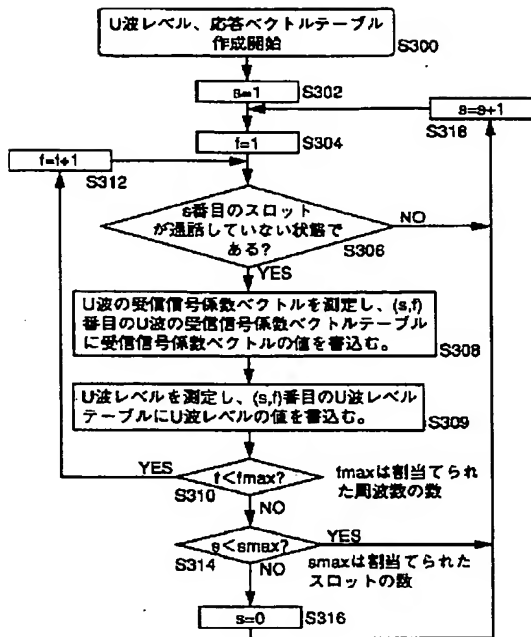 U波レベル、応答ベクトルテーブル
作成開始
S300
s=1
S302
s=s+1
S318
f=1
S304
f=f+1
S312
s番目のスロット
が通話していない状態で
ある?
NO
S306
YES
U波の受信信号係数ベクトルを測定し、(s,f)
番目のU波の受信信号係数ベクトルテーブル
に受信信号係数ベクトルの値を書込む。
S308
U波レベルを測定し、(s,f)番目のU波レベル
テーブルにU波レベルの値を書込む。
S309
YES
f<fmax?
S310
NO
fmaxは割当てられ
た周波数の数
s<smax?
YES
S314
NO
smaxは割当てられた
スロットの数
s=0
S316